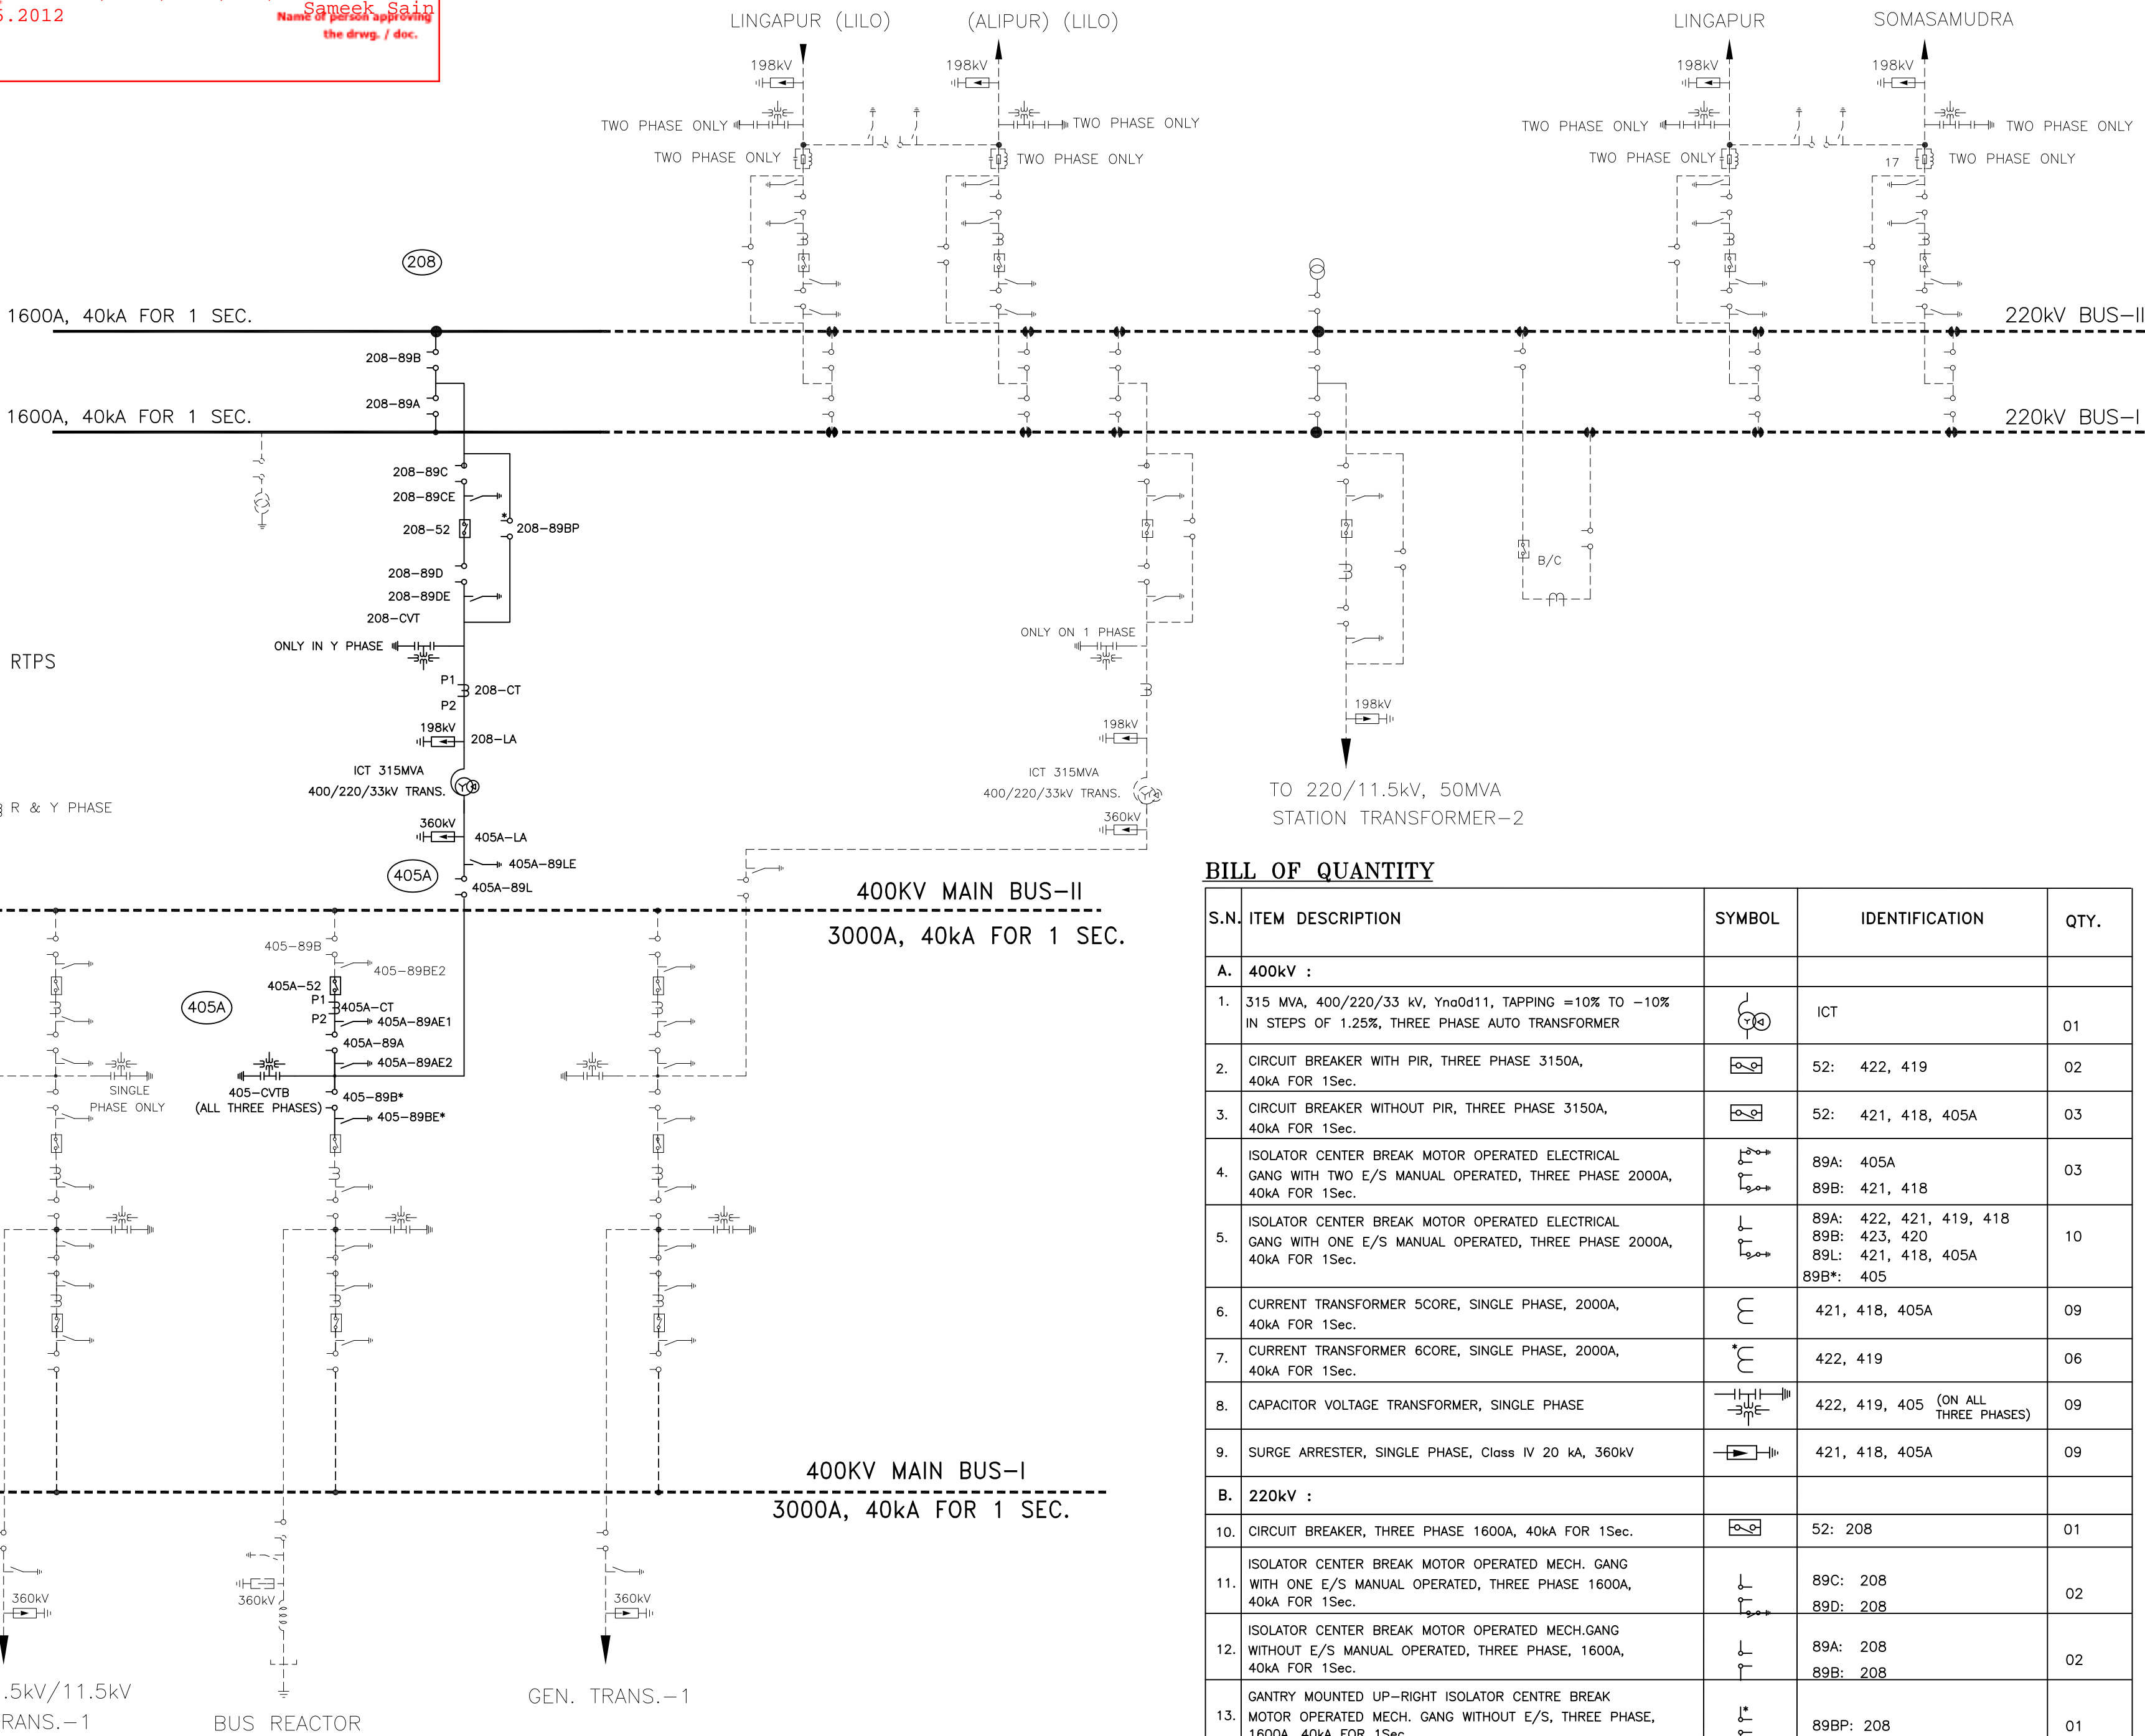 5.2012
Sameek Sain
Name of person approving
the drwg. / doc.
LINGAPUR (LILO)
(ALIPUR) (LILO)
LINGAPUR
SOMASAMUDRA
198kV
198kV
198kV
198kV
TWO PHASE ONLY
TWO PHASE ONLY
TWO PHASE ONLY
TWO PHASE ONLY
TWO PHASE ONLY
TWO PHASE ONLY
TWO PHASE ONLY
17
TWO PHASE ONLY
208
1600A, 40kA FOR 1 SEC.
220kV BUS-II
208-89B
208-89A
1600A, 40kA FOR 1 SEC.
220kV BUS-I
208-89C
208-89CE
208-52
*
208-89BP
B/C
208-89D
208-89DE
208-CVT
ONLY IN Y PHASE
ONLY ON 1 PHASE
RTPS
P1
208-CT
P2
198kV
208-LA
198kV
198kV
ICT 315MVA
400/220/33kV TRANS.
ICT 315MVA
400/220/33kV TRANS.
TO 220/11.5kV, 50MVA
STATION TRANSFORMER-2
R & Y PHASE
360kV
405A-LA
360kV
405A-89LE
405A
405A-89L
400KV MAIN BUS-II
3000A, 40kA FOR 1 SEC.
405-89B
405-89BE2
405A-52
P1
405A-CT
405A
P2
405A-89AE1
405A-89A
405A-89AE2
SINGLE
PHASE ONLY
405-CVTB
(ALL THREE PHASES)
405-89B*
405-89BE*
400KV MAIN BUS-I
3000A, 40kA FOR 1 SEC.
360kV
360kV
360kV
.5kV/11.5kV
RANS.-1
BUS REACTOR
GEN. TRANS.-1
BILL OF QUANTITY
S.N. ITEM DESCRIPTION SYMBOL IDENTIFICATION QTY.
A. 400kV :
1. 315 MVA, 400/220/33 kV, Yna0d11, TAPPING =10% TO -10%
IN STEPS OF 1.25%, THREE PHASE AUTO TRANSFORMER
ICT
01
2. CIRCUIT BREAKER WITH PIR, THREE PHASE 3150A,
40kA FOR 1Sec.
52: 422, 419
02
3. CIRCUIT BREAKER WITHOUT PIR, THREE PHASE 3150A,
40kA FOR 1Sec.
52: 421, 418, 405A
03
4. ISOLATOR CENTER BREAK MOTOR OPERATED ELECTRICAL
GANG WITH TWO E/S MANUAL OPERATED, THREE PHASE 2000A,
40kA FOR 1Sec.
89A: 405A
89B: 421, 418
03
5. ISOLATOR CENTER BREAK MOTOR OPERATED ELECTRICAL
GANG WITH ONE E/S MANUAL OPERATED, THREE PHASE 2000A,
40kA FOR 1Sec.
89A: 422, 421, 419, 418
89B: 423, 420
89L: 421, 418, 405A
89B*: 405
10
6. CURRENT TRANSFORMER 5CORE, SINGLE PHASE, 2000A,
40kA FOR 1Sec.
421, 418, 405A
09
7. CURRENT TRANSFORMER 6CORE, SINGLE PHASE, 2000A,
40kA FOR 1Sec.
*
422, 419
06
8. CAPACITOR VOLTAGE TRANSFORMER, SINGLE PHASE
422, 419, 405 (ON ALL
THREE PHASES)
09
9. SURGE ARRESTER, SINGLE PHASE, Class IV 20 kA, 360kV
421, 418, 405A
09
B. 220kV :
10. CIRCUIT BREAKER, THREE PHASE 1600A, 40kA FOR 1Sec.
52: 208
01
11. ISOLATOR CENTER BREAK MOTOR OPERATED MECH. GANG
WITH ONE E/S MANUAL OPERATED, THREE PHASE 1600A,
40kA FOR 1Sec.
89C: 208
89D: 208
02
12. ISOLATOR CENTER BREAK MOTOR OPERATED MECH.GANG
WITHOUT E/S MANUAL OPERATED, THREE PHASE, 1600A,
40kA FOR 1Sec.
89A: 208
89B: 208
02
13. GANTRY MOUNTED UP-RIGHT ISOLATOR CENTRE BREAK
MOTOR OPERATED MECH. GANG WITHOUT E/S, THREE PHASE,
1600A, 40kA FOR 1Sec.
*
89BP: 208
01